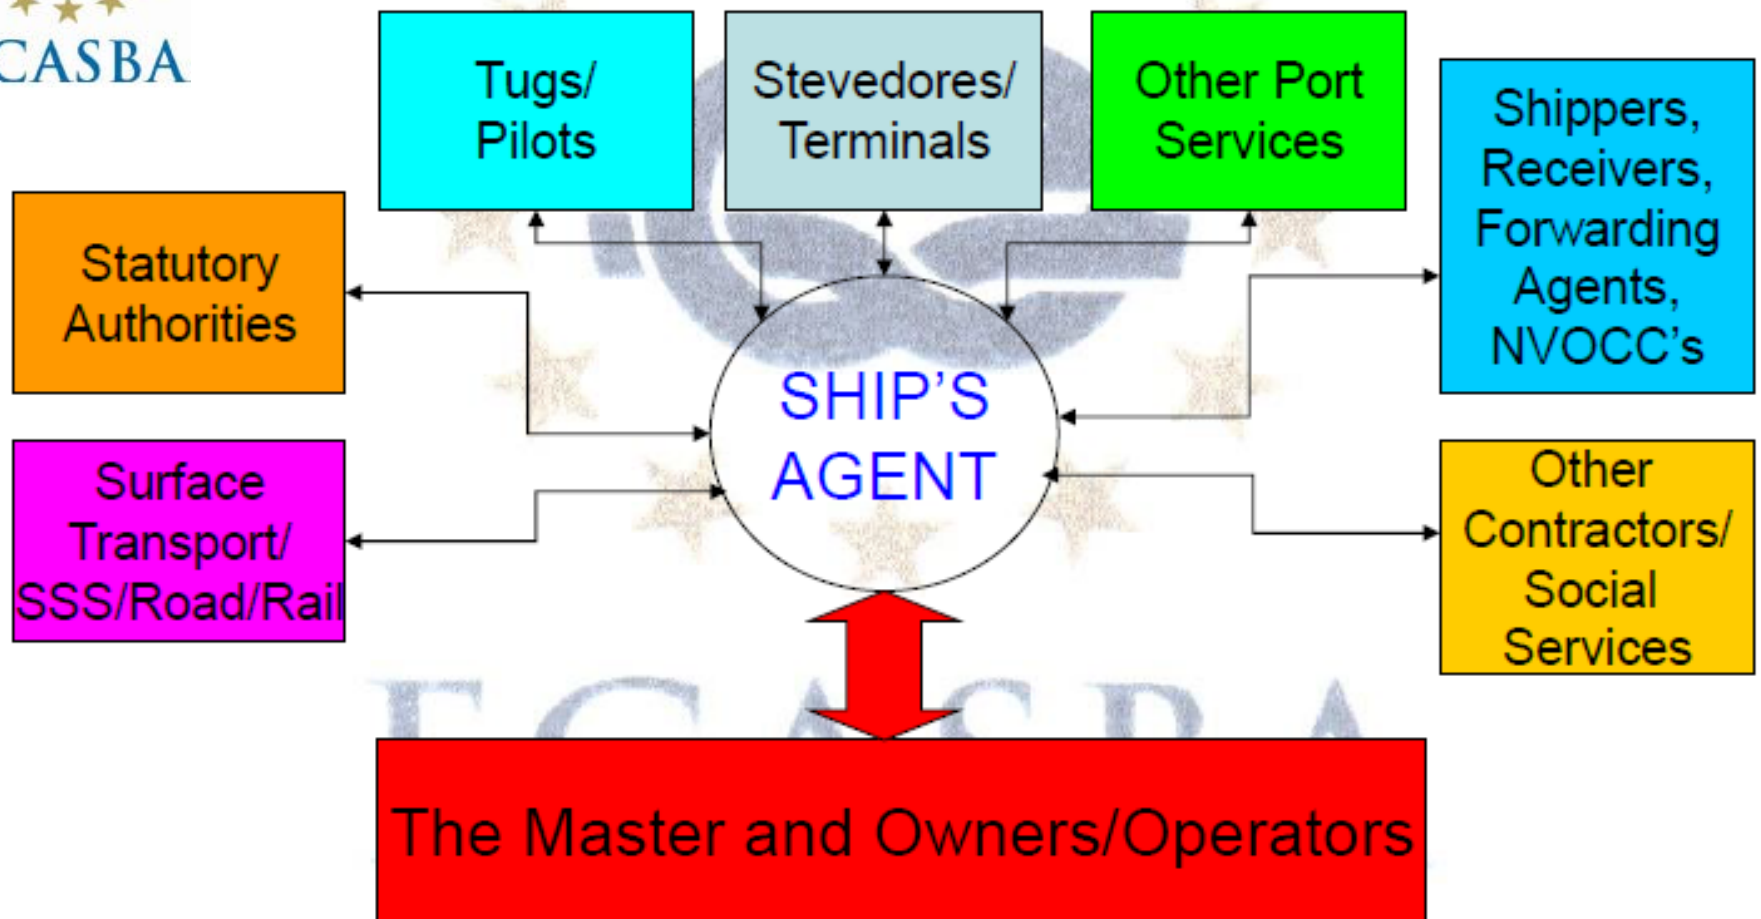 CASBA
Tugs/
Pilots
Stevedores/
Terminals
Other Port
Services
Shippers,
Receivers,
Forwarding
Agents,
NVOCC's
Statutory
Authorities
SHIP'S
AGENT
Surface
Transport/
SSS/Road/Rail
Other
Contractors/
Social
Services
ECASBA
The Master and Owners/Operators